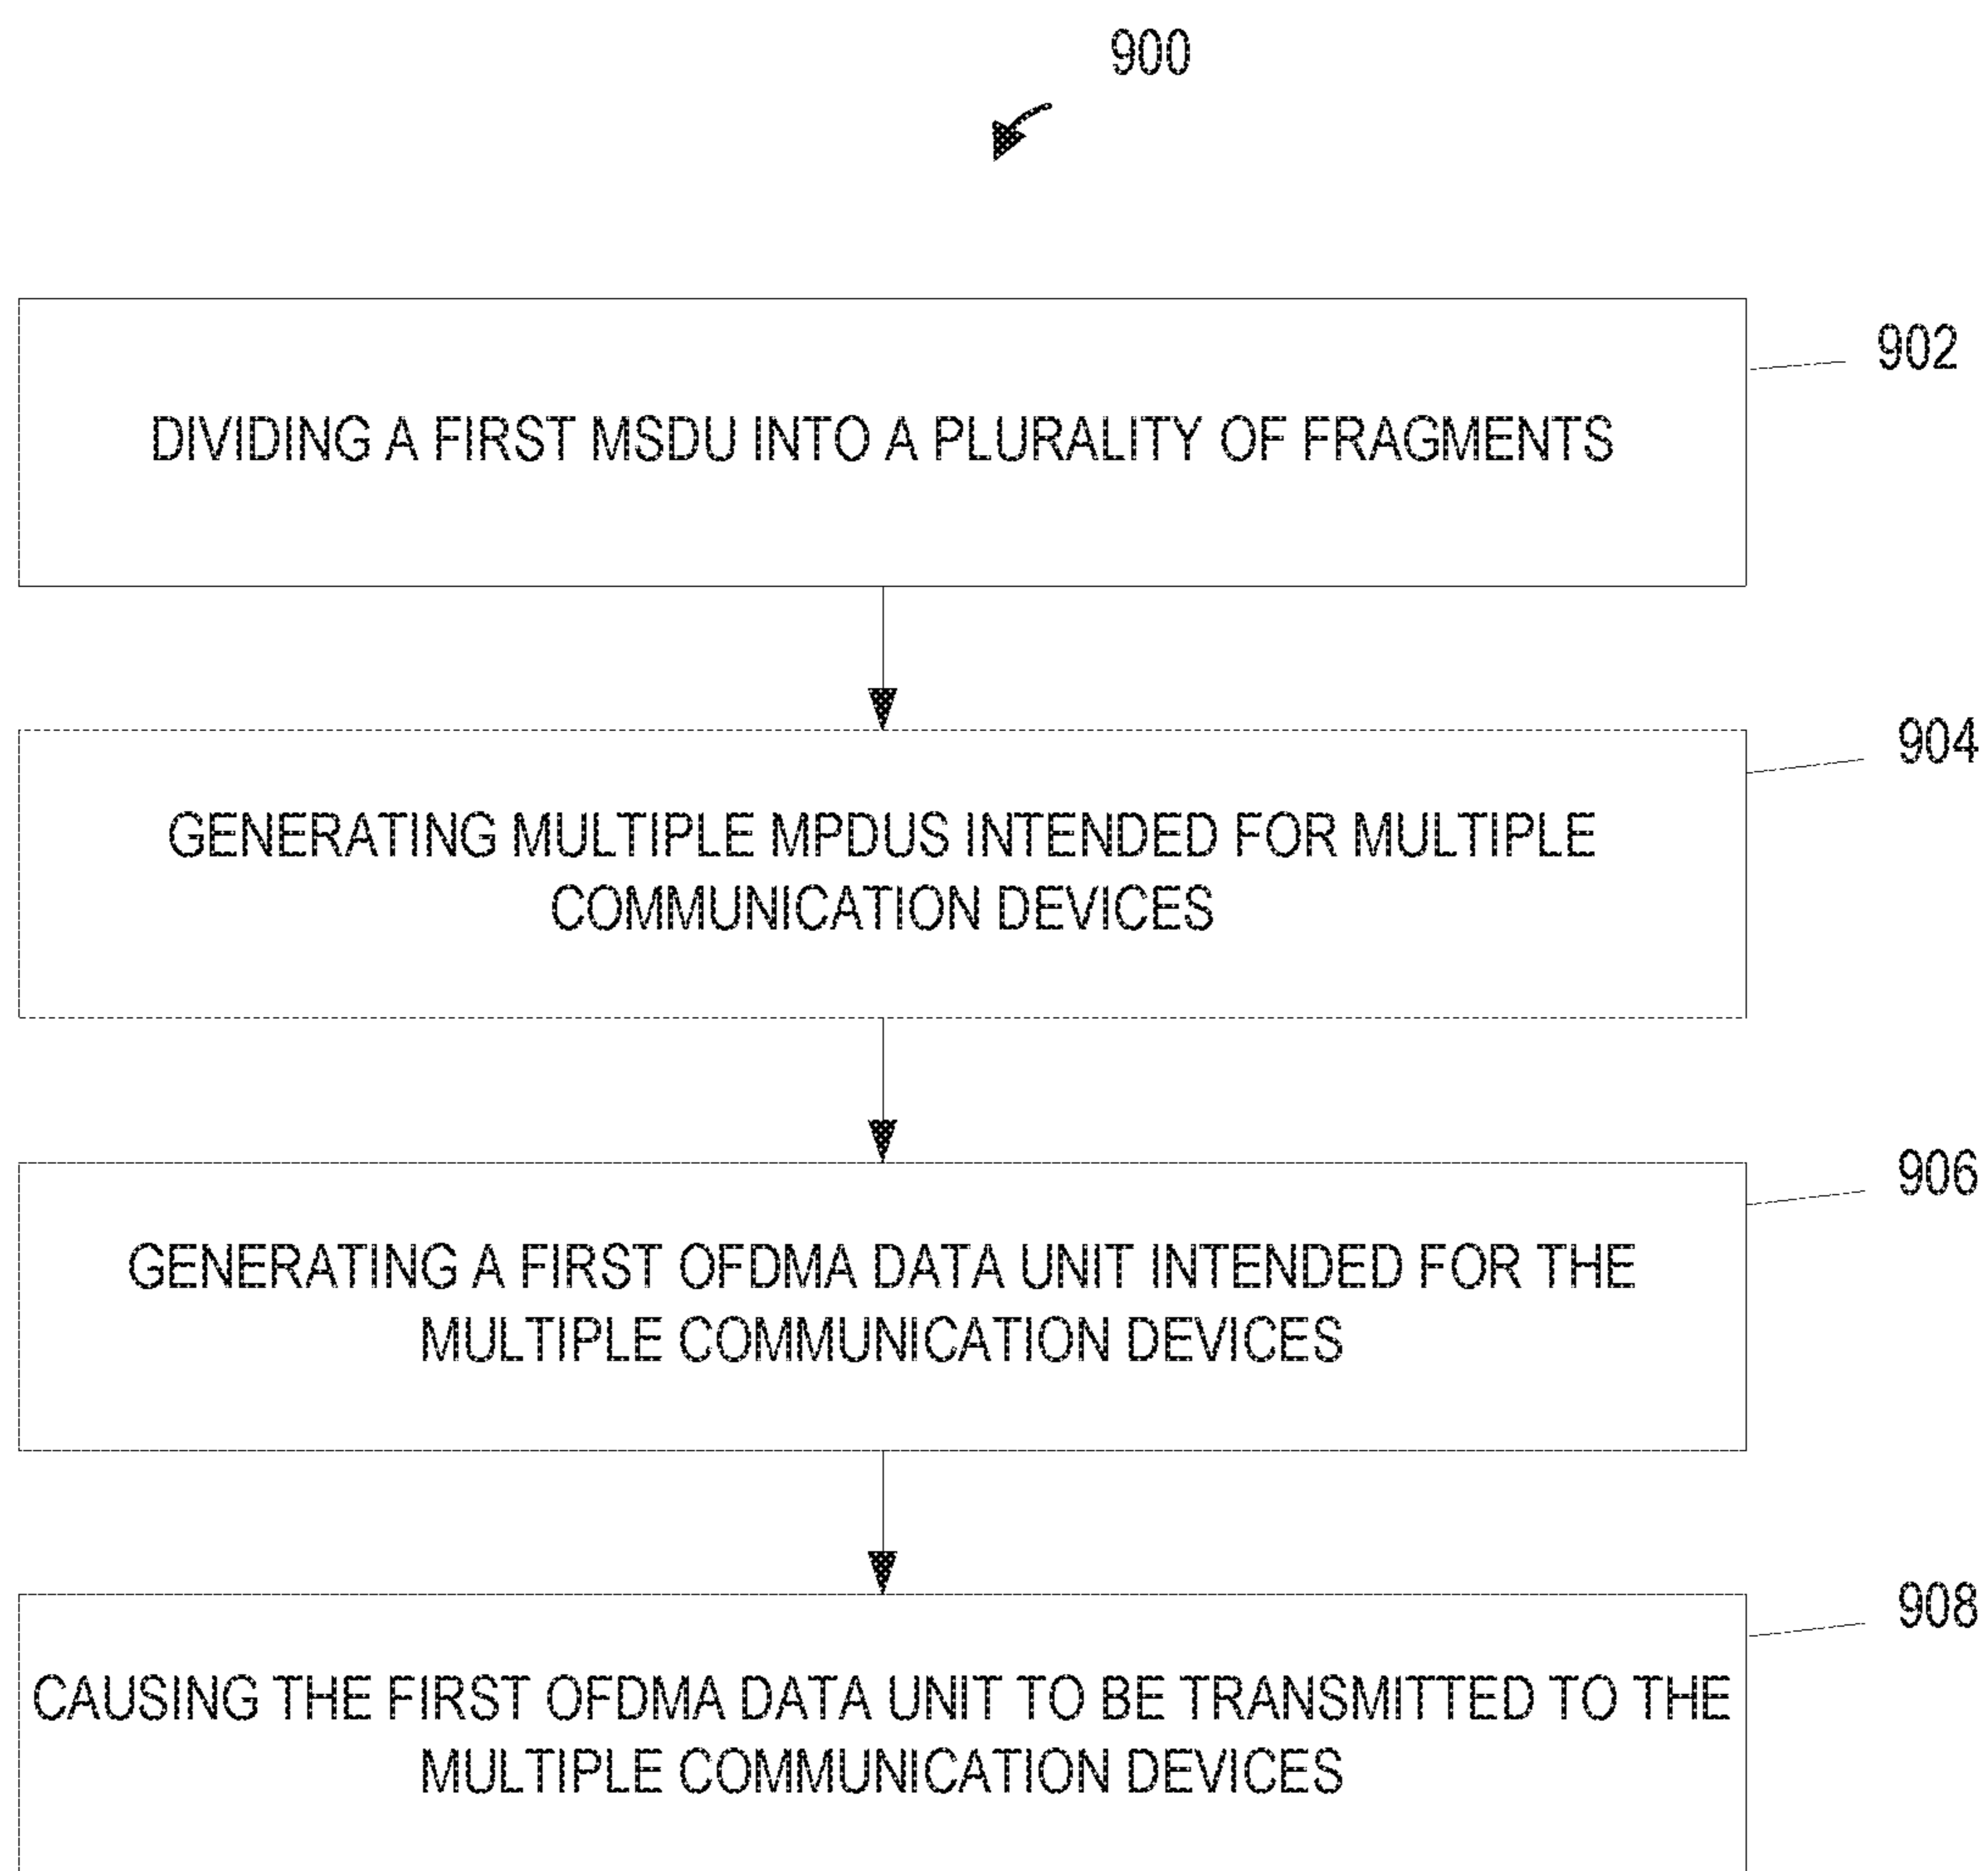 900
902
DIVIDING A FIRST MSDU INTO A PLURALITY OF FRAGMENTS
904
GENERATING MULTIPLE MPDUS INTENDED FOR MULTIPLE
COMMUNICATION DEVICES
906
GENERATING A FIRST OFDMA DATA UNIT INTENDED FOR THE
MULTIPLE COMMUNICATION DEVICES
908
CAUSING THE FIRST OFDMA DATA UNIT TO BE TRANSMITTED TO THE
MULTIPLE COMMUNICATION DEVICES